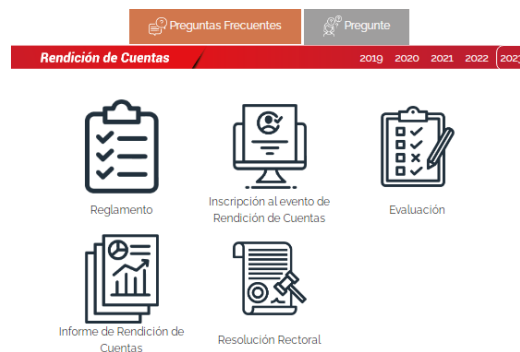 Preguntas Frecuentes
Pregunte
Rendición de Cuentas
2019 2020 2021 2022 2023
Reglamento
Inscripción al evento de
Rendición de Cuentas
Evaluación
Informe de Rendición de
Cuentas
Resolución Rectoral